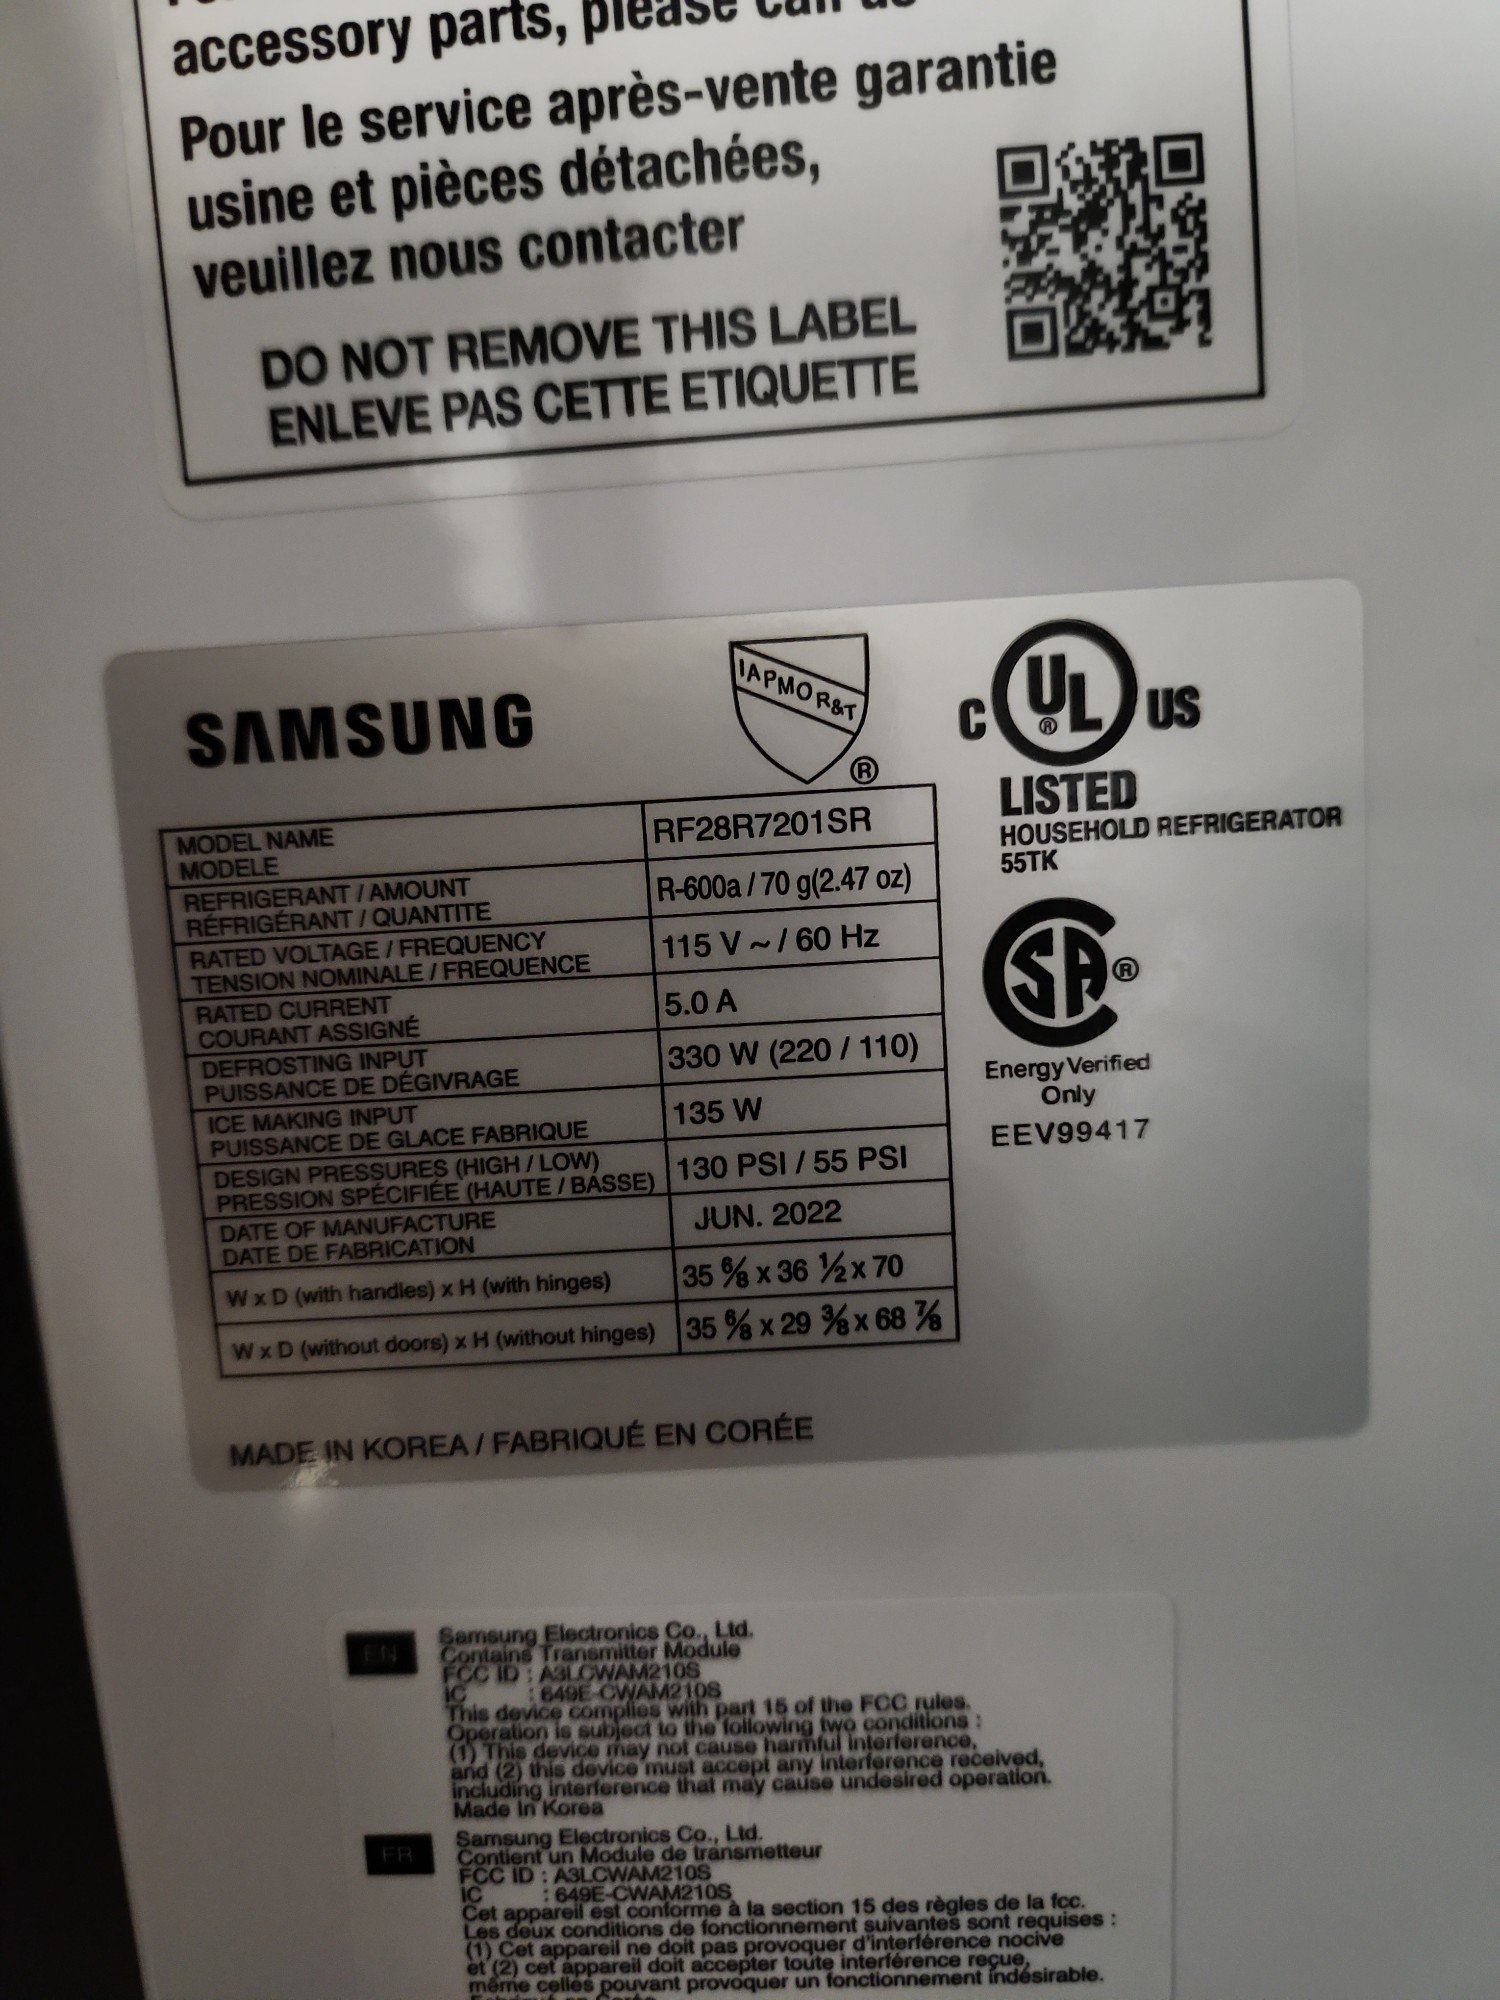 accessory parts, please call us
Pour le service après-vente garantie
usine et pièces détachées,
veuillez nous contacter
DO NOT REMOVE THIS LABEL
ENLEVE PAS CETTE ETIQUETTE
SAMSUNG
IAPMO R&T
®
C UL ® US
LISTED
HOUSEHOLD REFRIGERATOR
55TK
MODEL NAME
MODELE
RF28R7201SR
REFRIGERANT / AMOUNT
RÉFRIGÉRANT / QUANTITE
R-600a / 70 g(2.47 oz)
RATED VOLTAGE / FREQUENCY
TENSION NOMINALE / FREQUENCE
115 V ~ / 60 Hz
RATED CURRENT
COURANT ASSIGNÉ
5.0 A
DEFROSTING INPUT
PUISSANCE DE DÉGIVRAGE
330 W (220 / 110)
ICE MAKING INPUT
PUISSANCE DE GLACE FABRIQUE
135 W
DESIGN PRESSURES (HIGH / LOW)
PRESSION SPÉCIFIÉE (HAUTE / BASSE)
130 PSI / 55 PSI
DATE OF MANUFACTURE
DATE DE FABRICATION
JUN. 2022
W x D (with handles) x H (with hinges)
35 6/8 x 36 1/2 x 70
W x D (without doors) x H (without hinges)
35 6/8 x 29 3/8 x 68 7/8
SA ®
Energy Verified
Only
EEV99417
MADE IN KOREA / FABRIQUÉ EN CORÉE
EN
Samsung Electronics Co., Ltd.
Contains Transmitter Module
FCC ID : A3LCWAM210S
IC : 649E-CWAM210S
This device complies with part 15 of the FCC rules.
Operation is subject to the following two conditions :
(1) This device may not cause harmful interference,
and (2) this device must accept any interference received,
including interference that may cause undesired operation.
Made in Korea
FR
Samsung Electronics Co., Ltd.
Contient un Module de transmetteur
FCC ID : A3LCWAM210S
IC : 649E-CWAM210S
Cet appareil est conforme à la section 15 des règles de la fcc.
Les deux conditions de fonctionnement suivantes sont requises :
(1) Cet appareil ne doit pas provoquer d'interférence nocive
et (2) cet appareil doit accepter toute interférence reçue,
même celles pouvant provoquer un fonctionnement indésirable.